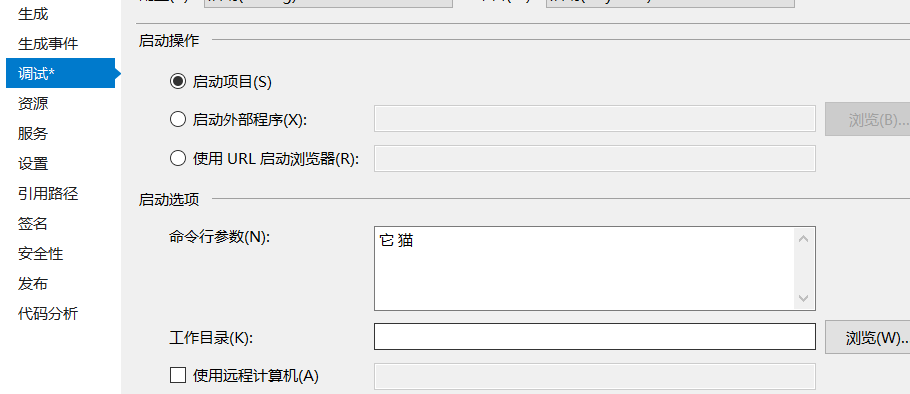 生成
生成事件
调试*
资源
服务
设置
引用路径
签名
安全性
发布
代码分析
启动操作
启动项目(S)
启动外部程序(X):
浏览(B)...
使用 URL 启动浏览器(R):
启动选项
命令行参数(N):
它 猫
工作目录(K):
浏览(W)...
使用远程计算机(A)